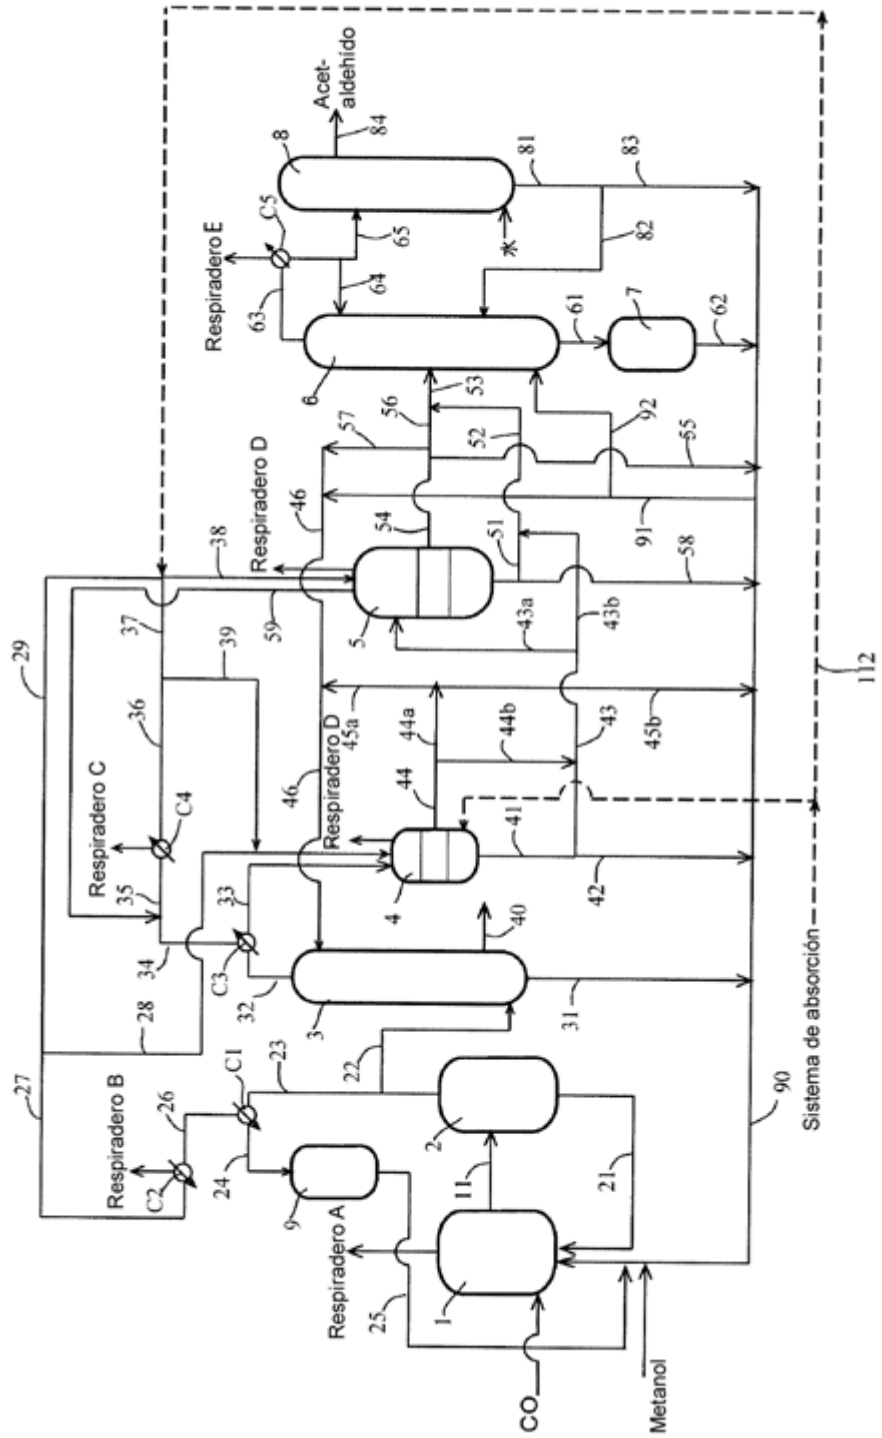 27
29
28
59
37
38
36
39
Respiradero B
Respiradero C
35
34
33
C4
26
C2
C1
C3
24
23
32
Respiradero E
Respiradero D
Respiradero D
46
46
57
63
C5
8
Acet-
aldehído
84
9
22
3
4
5
6
64
65
Respiradero A
25
45a
44
44a
54
56
53
1
11
2
40
41
44b
43a
51
52
61
水
81
CO
21
31
42
43
43b
58
91
92
7
62
82
83
Metanol
90
45b
55
Sistema de absorción
112